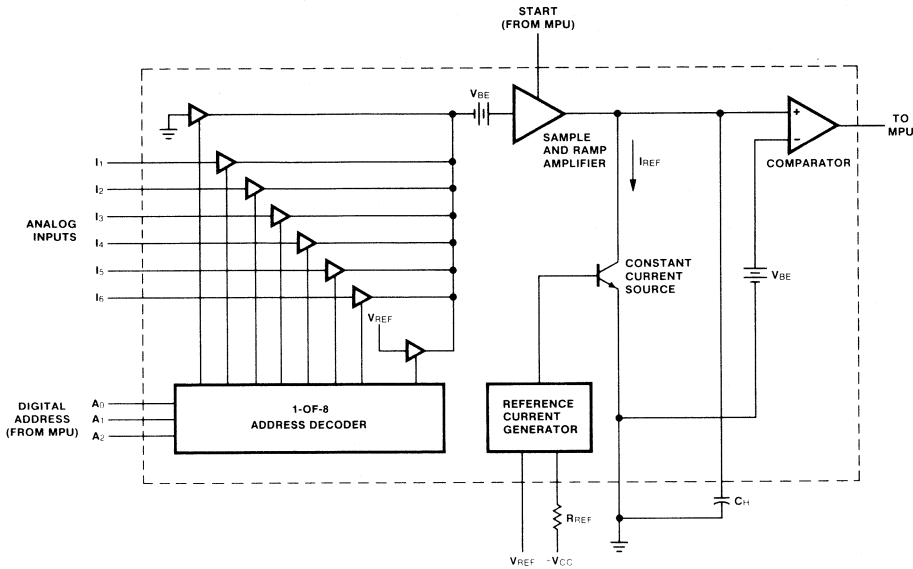 START
(FROM MPU)
VBE
SAMPLE
AND RAMP
AMPLIFIER
+
−
COMPARATOR
TO
MPU
IREF
I1
I2
I3
I4
I5
I6
ANALOG
INPUTS
VREF
CONSTANT
CURRENT
SOURCE
VBE
DIGITAL
ADDRESS
(FROM MPU)
A0
A1
A2
1-OF-8
ADDRESS DECODER
REFERENCE
CURRENT
GENERATOR
CH
RREF
VREF
-VCC